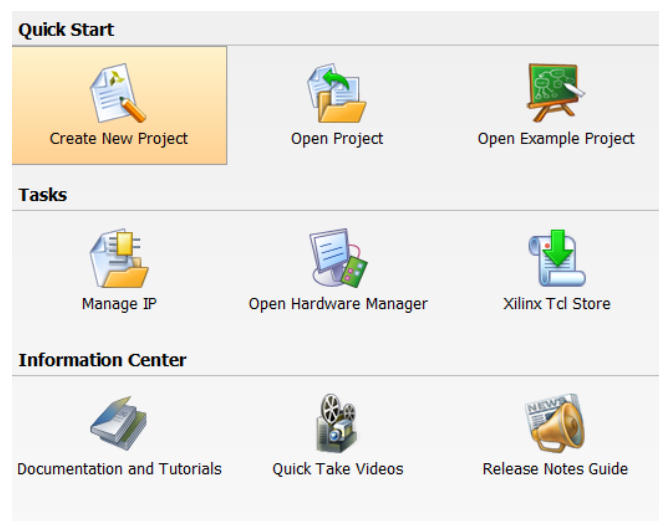 Quick Start
Create New Project
Open Project
Open Example Project
Tasks
Manage IP
Open Hardware Manager
Xilinx Tcl Store
Information Center
NEWS
Documentation and Tutorials
Quick Take Videos
Release Notes Guide